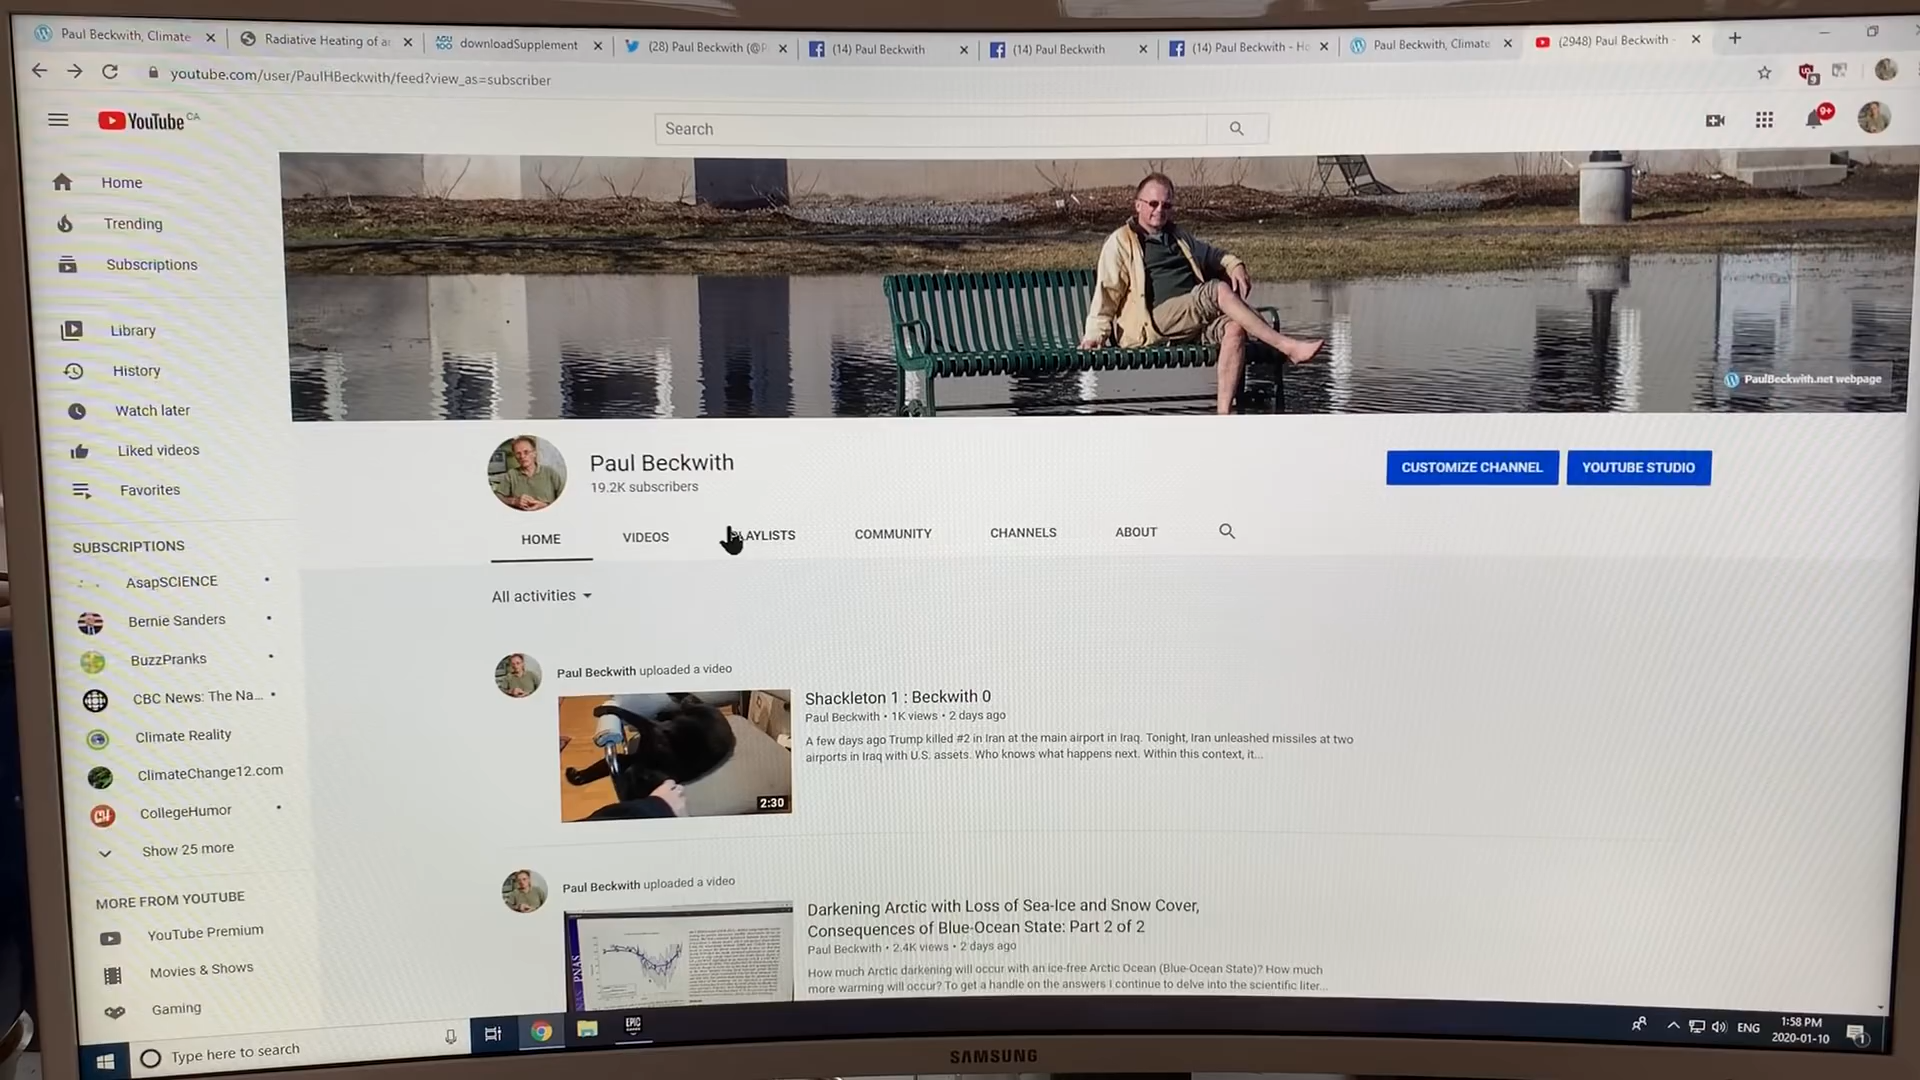 Paul Beckwith, Climate
Radiative Heating of a
downloadSupplement
(28) Paul Beckwith (@P
(14) Paul Beckwith
(14) Paul Beckwith
(14) Paul Beckwith - Ho
Paul Beckwith, Climate
(2948) Paul Beckwith -
youtube.com/user/PaulHBeckwith/feed?view_as=subscriber
YouTube CA
Search
9+
Home
Trending
Subscriptions
Library
History
Watch later
Liked videos
Favorites
SUBSCRIPTIONS
AsapSCIENCE
Bernie Sanders
BuzzPranks
CBC News: The Na...
Climate Reality
ClimateChange12.com
CollegeHumor
Show 25 more
MORE FROM YOUTUBE
YouTube Premium
Movies & Shows
Gaming
PaulBeckwith.net webpage
Paul Beckwith
19.2K subscribers
CUSTOMIZE CHANNEL
YOUTUBE STUDIO
HOME
VIDEOS
PLAYLISTS
COMMUNITY
CHANNELS
ABOUT
All activities
Paul Beckwith uploaded a video
2:30
Shackleton 1 : Beckwith 0
Paul Beckwith • 1K views • 2 days ago
A few days ago Trump killed #2 in Iran at the main airport in Iraq. Tonight, Iran unleashed missiles at two
airports in Iraq with U.S. assets. Who knows what happens next. Within this context, it...
Paul Beckwith uploaded a video
PNAS
Darkening Arctic with Loss of Sea-Ice and Snow Cover,
Consequences of Blue-Ocean State: Part 2 of 2
Paul Beckwith • 2.4K views • 2 days ago
How much Arctic darkening will occur with an ice-free Arctic Ocean (Blue-Ocean State)? How much
more warming will occur? To get a handle on the answers I continue to delve into the scientific liter...
Type here to search
EPIC
ENG
1:58 PM
2020-01-10
SAMSUNG